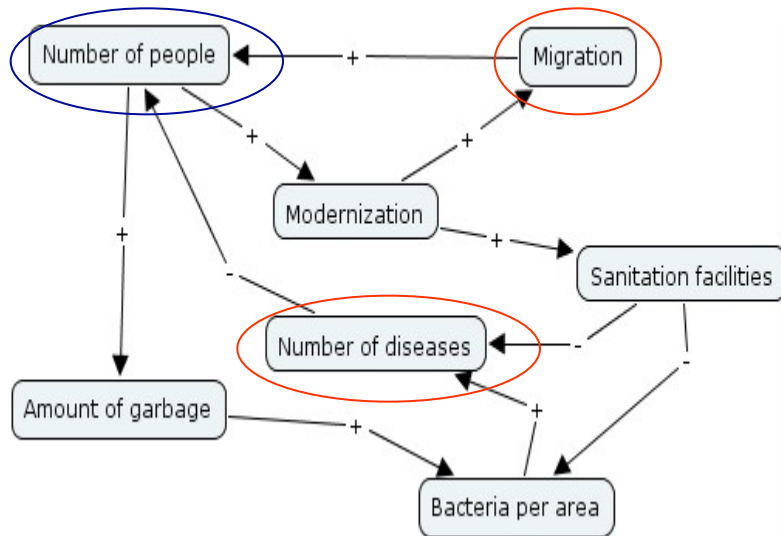 Number of people
+
Migration
+
+
Modernization
+
+
Sanitation facilities
-
Number of diseases
-
-
Amount of garbage
+
+
Bacteria per area